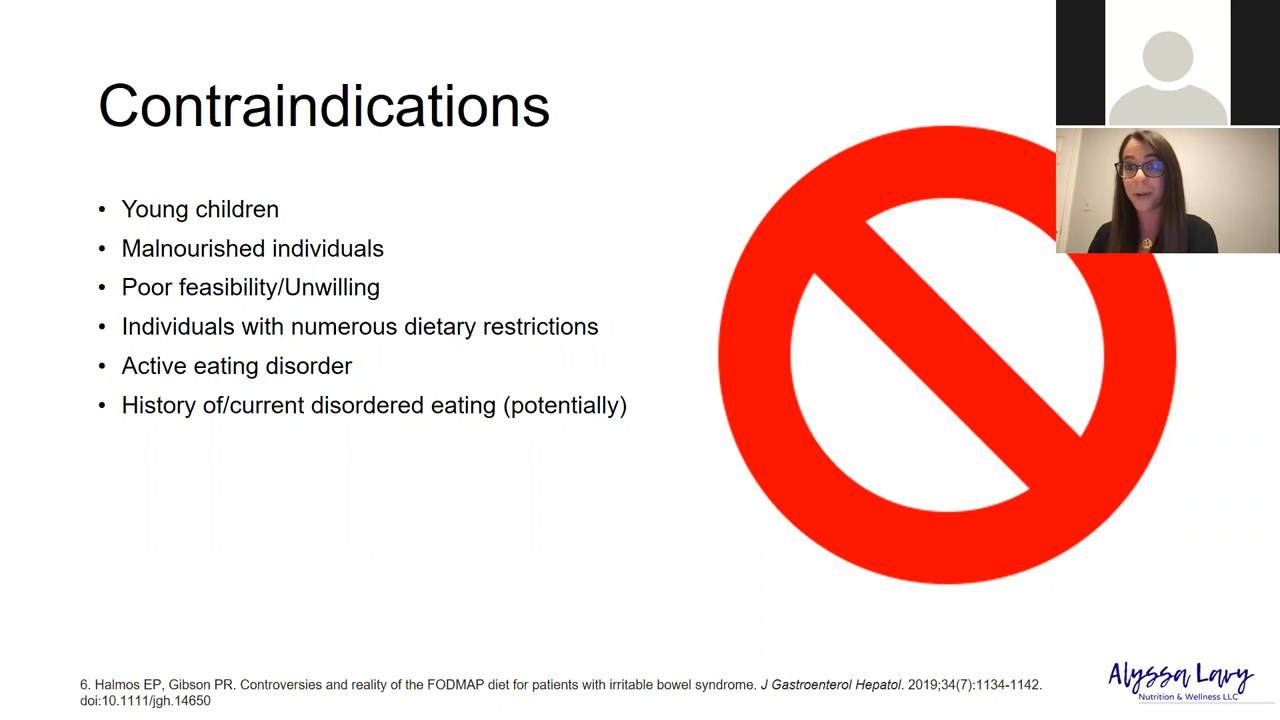 Contraindications
• Young children
• Malnourished individuals
• Poor feasibility/Unwilling
• Individuals with numerous dietary restrictions
• Active eating disorder
• History of/current disordered eating (potentially)
6. Halmos EP, Gibson PR. Controversies and reality of the FODMAP diet for patients with irritable bowel syndrome. J Gastroenterol Hepatol. 2019;34(7):1134-1142.
doi:10.1111/jgh.14650
Alyssa Lavy
Nutrition & Wellness LLC